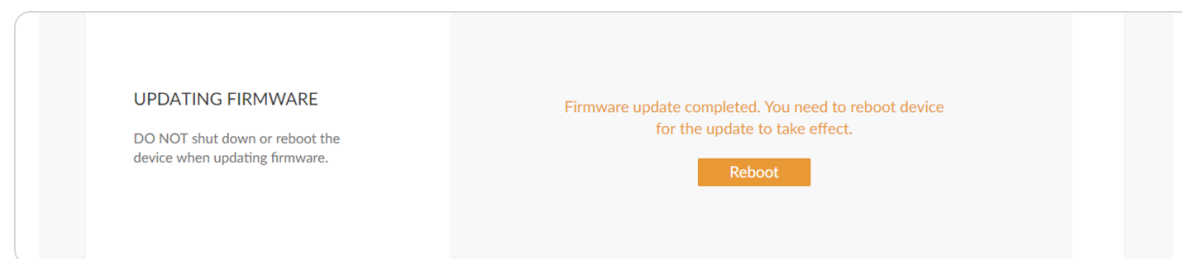 UPDATING FIRMWARE
DO NOT shut down or reboot the
device when updating firmware.
Firmware update completed. You need to reboot device
for the update to take effect.
Reboot